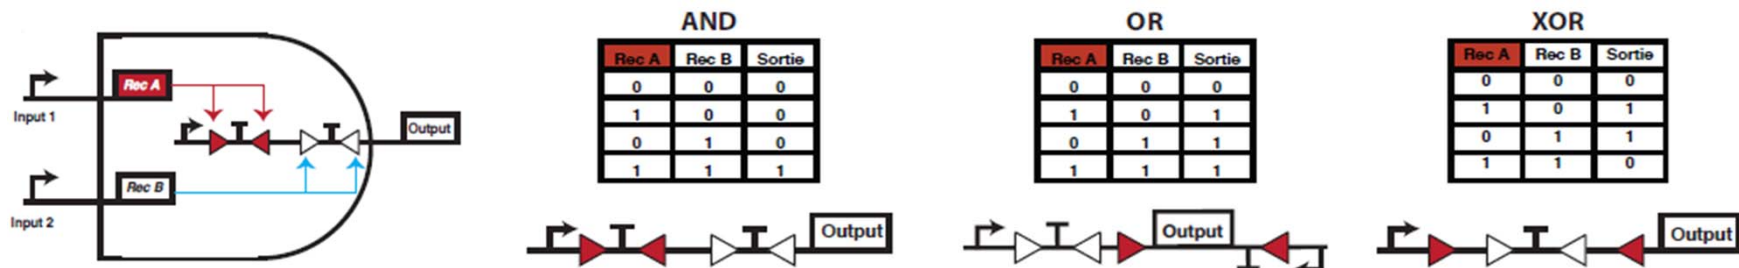 Rec A
Input 1
Output
Rec B
Input 2
AND
Rec A Rec B Sortie
0 0 0
1 0 0
0 1 0
1 1 1
Output
OR
Rec A Rec B Sortie
0 0 0
1 0 1
0 1 1
1 1 1
Output
XOR
Rec A Rec B Sortie
0 0 0
1 0 1
0 1 1
1 1 0
Output